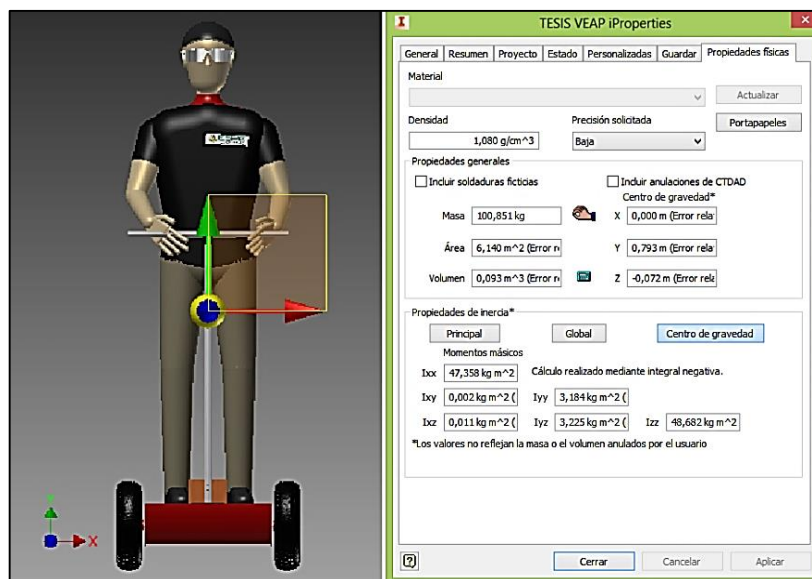 TESIS VEAP iProperties
General Resumen Proyecto Estado Personalizadas Guardar Propiedades físicas
Material
Actualizar
Densidad Precisión solicitada Portapapeles
1,080 g/cm^3 Baja
Propiedades generales
Incluir soldaduras ficticias Incluir anulaciones de CTDAD
Centro de gravedad*
Masa 100,851 kg X 0,000 m (Error rela
Área 6,140 m^2 (Error re Y 0,793 m (Error rela
Volumen 0,093 m^3 (Error re Z -0,072 m (Error rela
Propiedades de inercia*
Principal Global Centro de gravedad
Momentos másicos
Ixx 47,358 kg m^2 Cálculo realizado mediante integral negativa.
Ixy 0,002 kg m^2 ( Iyy 3,184 kg m^2 (
Ixz 0,011 kg m^2 ( Iyz 3,225 kg m^2 ( Izz 48,682 kg m^2
*Los valores no reflejan la masa o el volumen anulados por el usuario
X
Cerrar Cancelar Aplicar